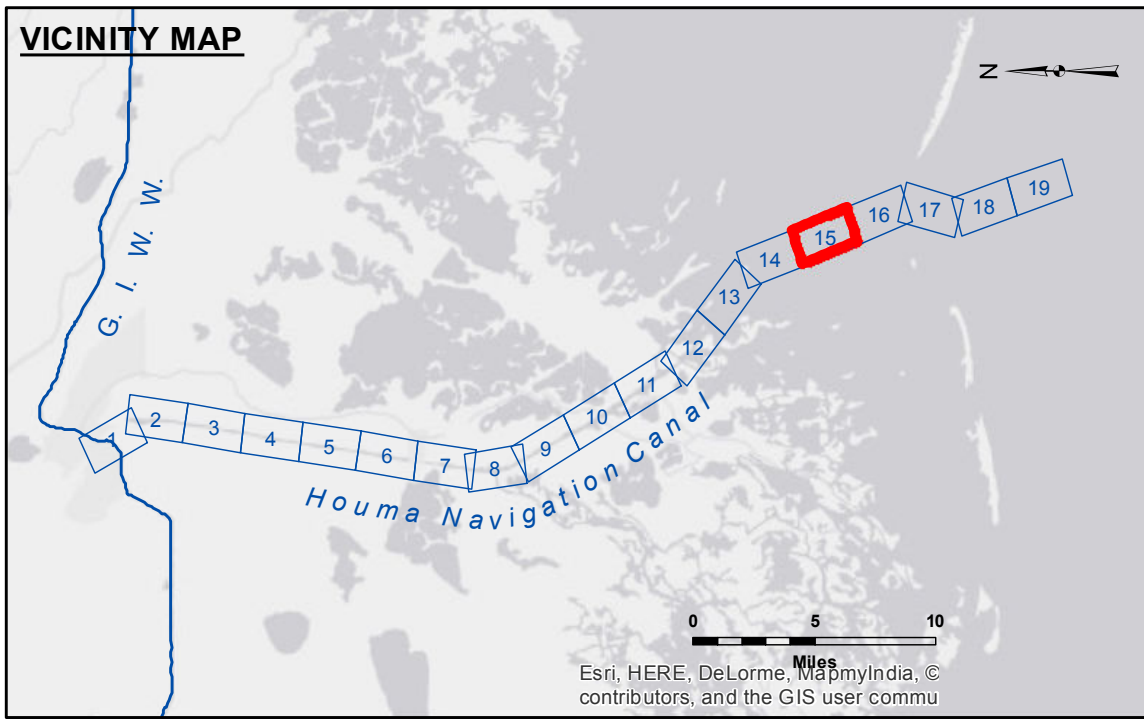 VICINITY MAP
N
G. I. W. W.
1
2
3
4
5
6
7
8
9
10
11
12
13
14
15
16
17
18
19
Houma Navigation Canal
0 5 10
Miles
Esri, HERE, DeLorme, MapmyIndia, ©
contributors, and the GIS user commu